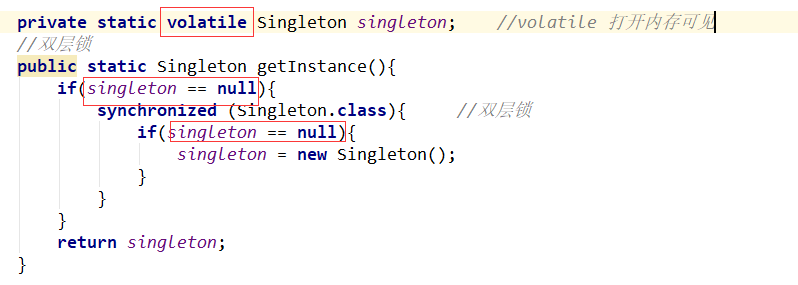 private static volatile Singleton singleton;    //volatile 打开内存可见
//双层锁
public static Singleton getInstance(){
    if(singleton == null){
        synchronized (Singleton.class){    //双层锁
            if(singleton == null){
                singleton = new Singleton();
            }
        }
    }
    return singleton;
}